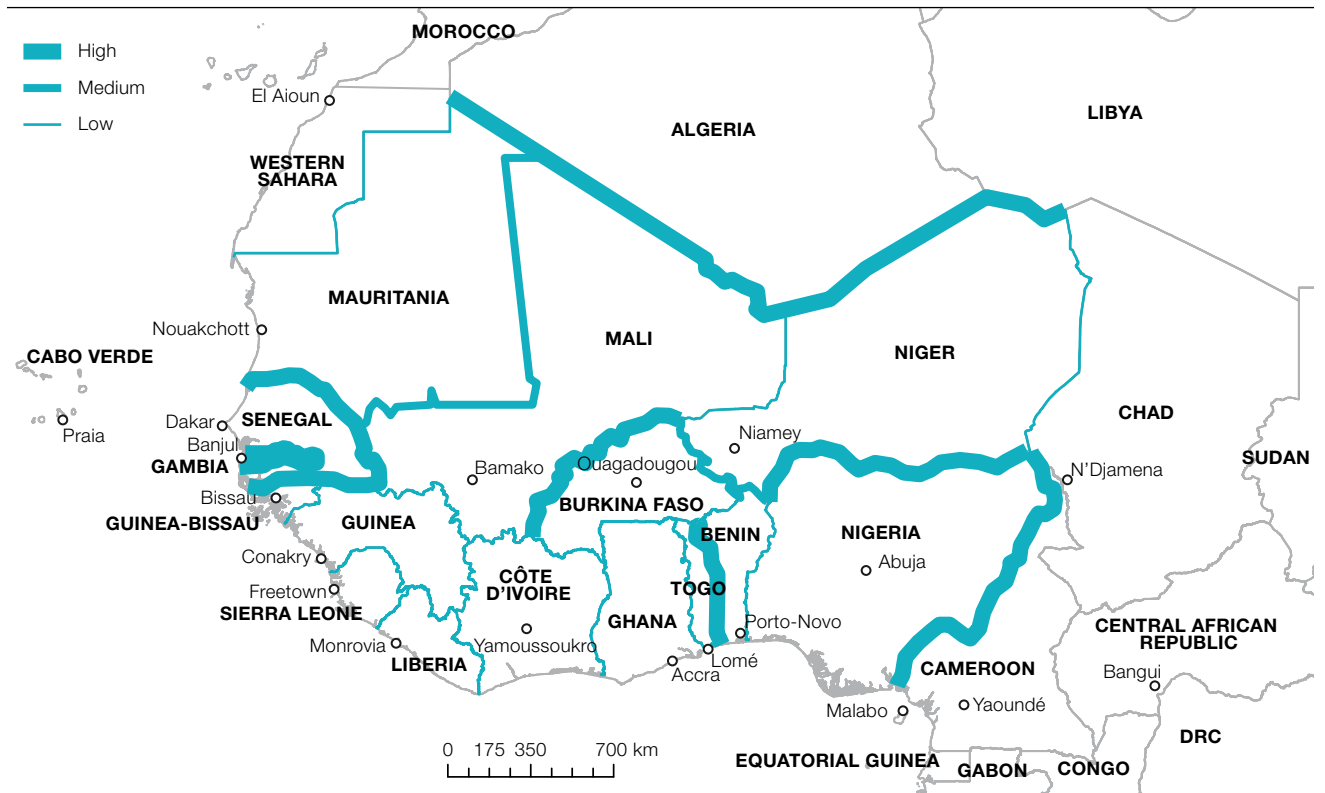 MOROCCO
High
Medium
Low
El Aioun
ALGERIA
LIBYA
WESTERN
SAHARA
MAURITANIA
Nouakchott
MALI
NIGER
CABO VERDE
Praia
CHAD
Dakar
SENEGAL
Banjul
GAMBIA
Niamey
Bamako
Ouagadougou
N'Djamena
SUDAN
Bissau
GUINEA-BISSAU
GUINEA
BURKINA FASO
BENIN
NIGERIA
Abuja
Conakry
CÔTE
D'IVOIRE
Freetown
SIERRA LEONE
TOGO
GHANA
Porto-Novo
Monrovia
LIBERIA
Yamoussoukro
Lomé
Accra
CENTRAL AFRICAN
REPUBLIC
CAMEROON
Bangui
Malabo
Yaoundé
DRC
0 175 350 700 km
EQUATORIAL GUINEA
GABON
CONGO